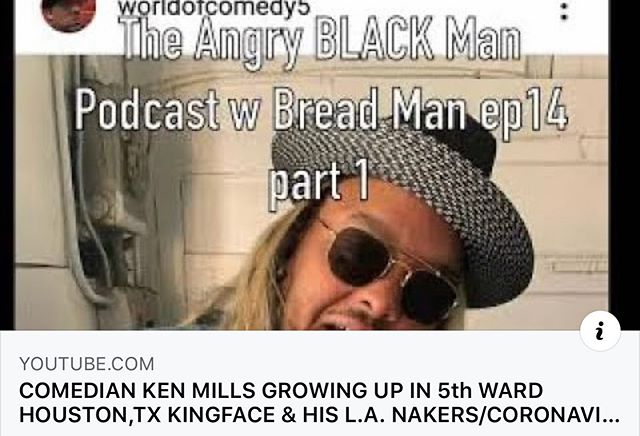 worldofcomedy5
The Angry BLACK Man
Podcast w Bread Man ep14
part 1
i
YOUTUBE.COM
COMEDIAN KEN MILLS GROWING UP IN 5th WARD
HOUSTON,TX KINGFACE & HIS L.A. NAKERS/CORONAVI...